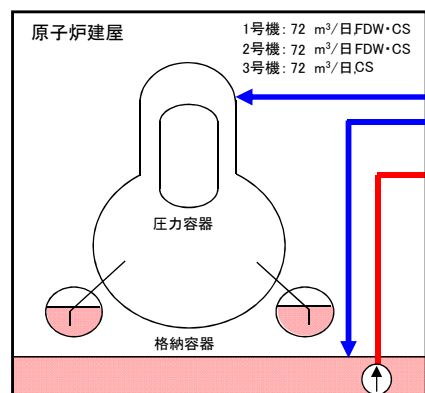 原子炉建屋
1号機: 72 m³/日,FDW・CS
2号機: 72 m³/日 FDW・CS
3号機: 72 m³/日,CS
圧力容器
格納容器